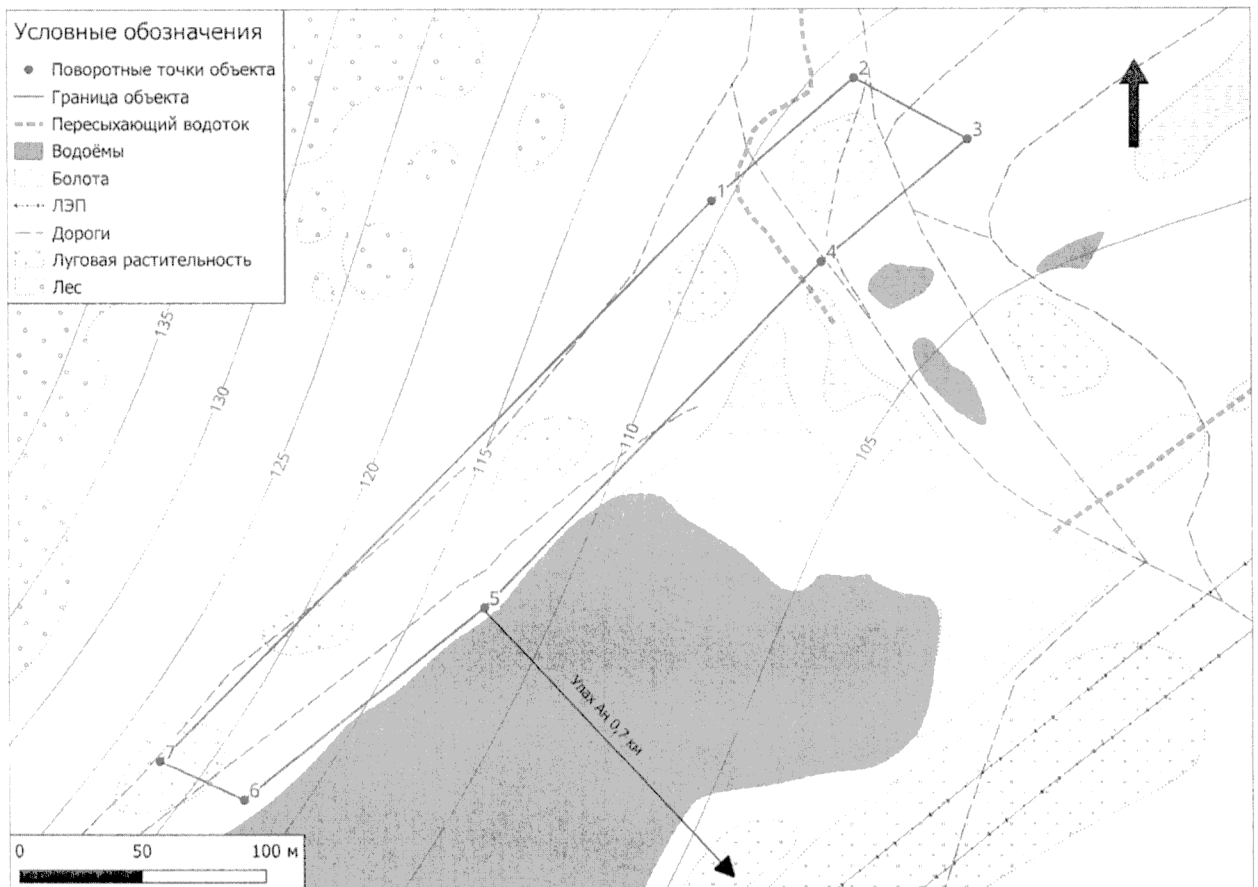 Условные обозначения
Поворотные точки объекта
Граница объекта
Пересыхающий водоток
Водоёмы
Болота
ЛЭП
Дороги
Луговая растительность
Лес
2
3
1
4
135
130
125
120
115
110
105
5
Улах Ан 0,7 км
7
6
0 50 100 м